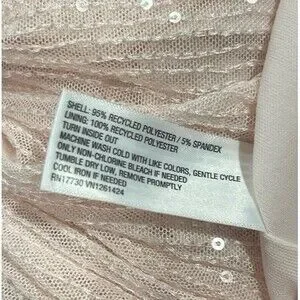 SHELL: 95% RECYCLED POLYESTER / 5% SPANDEX
LINING: 100% RECYCLED POLYESTER
TURN INSIDE OUT
MACHINE WASH COLD WITH LIKE COLORS, GENTLE CYCLE
ONLY NON-CHLORINE BLEACH IF NEEDED
TUMBLE DRY LOW, REMOVE PROMPTLY
COOL IRON IF NEEDED
RN17730 VN1261424